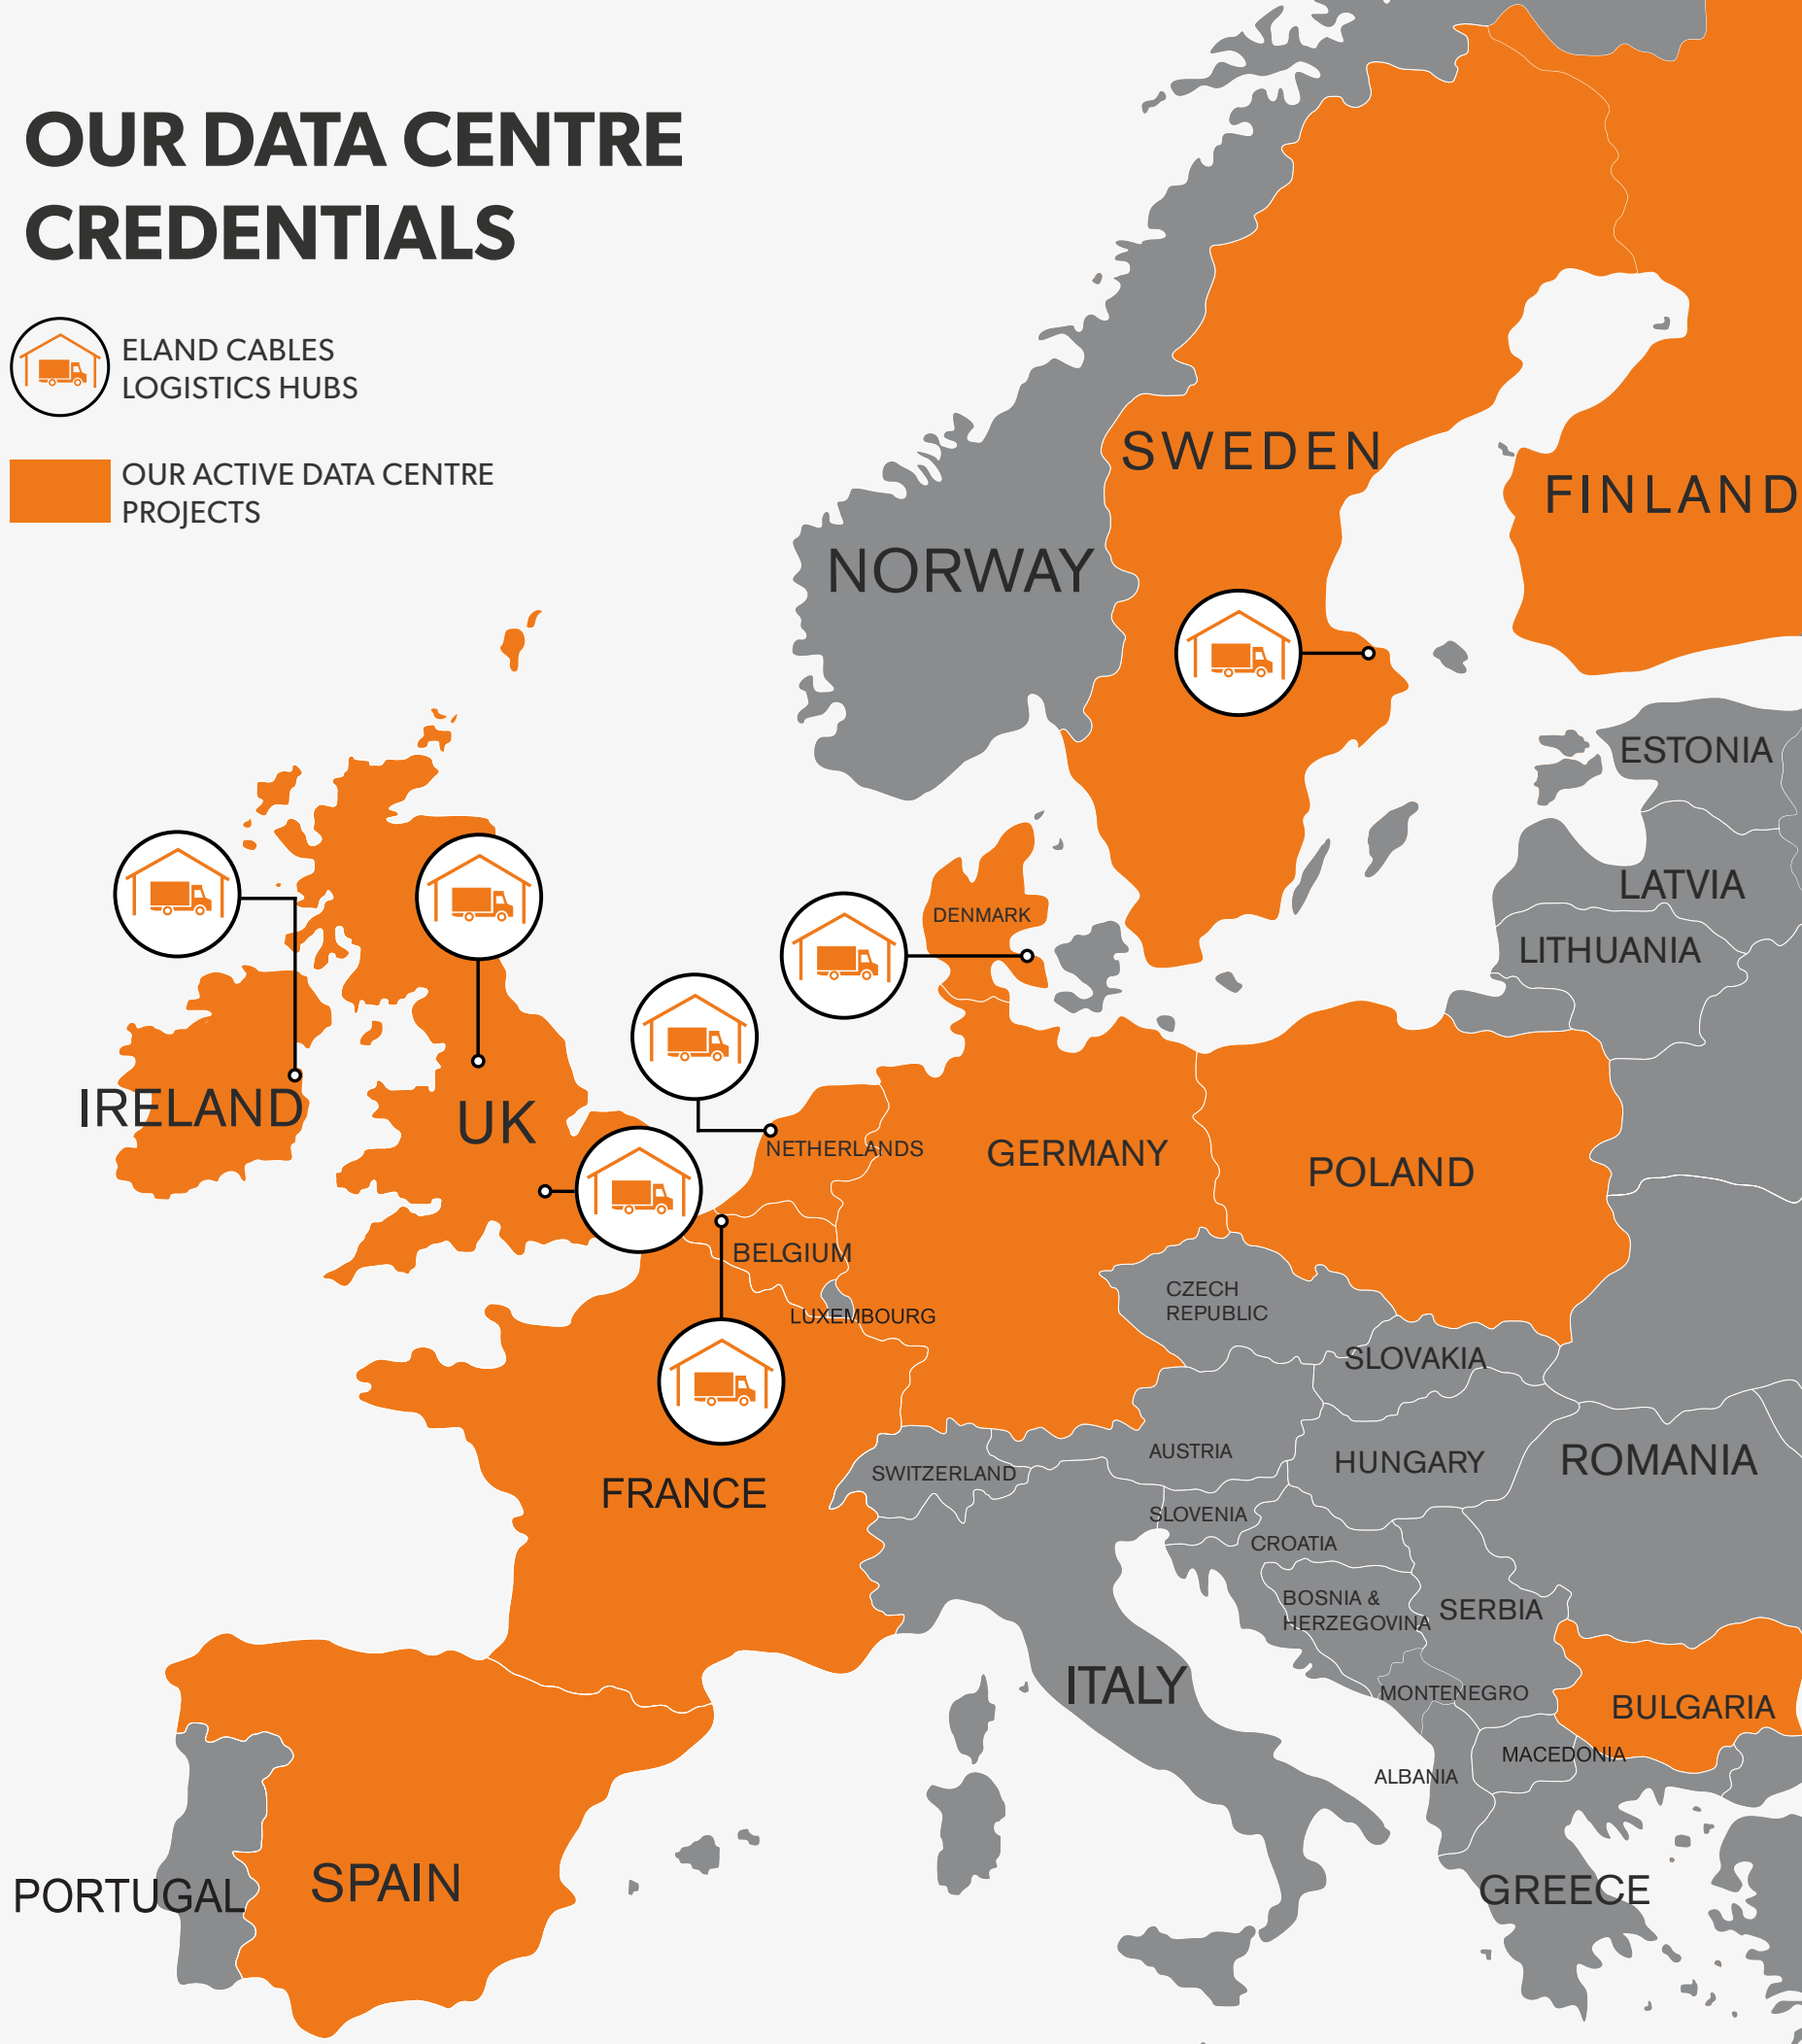 OUR DATA CENTRE
CREDENTIALS
ELAND CABLES
LOGISTICS HUBS
OUR ACTIVE DATA CENTRE
PROJECTS
SWEDEN
FINLAND
NORWAY
ESTONIA
LATVIA
DENMARK
LITHUANIA
IRELAND
UK
NETHERLANDS
GERMANY
POLAND
BELGIUM
CZECH
REPUBLIC
LUXEMBOURG
SLOVAKIA
AUSTRIA
HUNGARY
ROMANIA
SWITZERLAND
FRANCE
SLOVENIA
CROATIA
BOSNIA &
HERZEGOVINA
SERBIA
ITALY
MONTENEGRO
BULGARIA
MACEDONIA
ALBANIA
PORTUGAL
SPAIN
GREECE